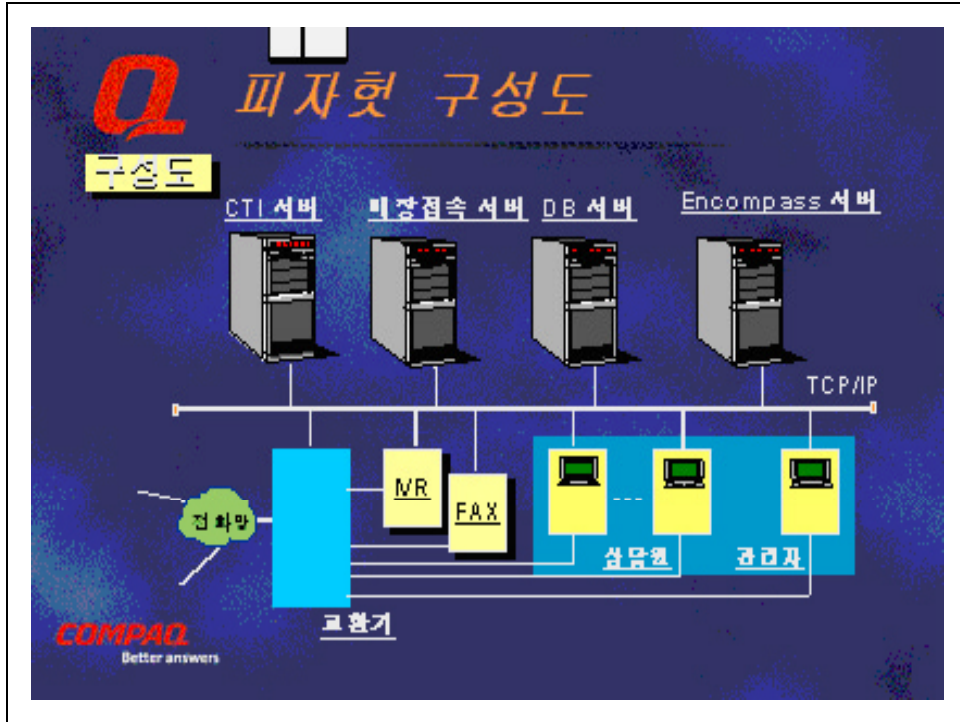 피자헛 구성도
구성도
CTI 서버
매장접속 서버
DB 서버
Encompass 서버
TCP/IP
IVR
FAX
전화망
상담원
관리자
교환기
COMPAQ
Better answers